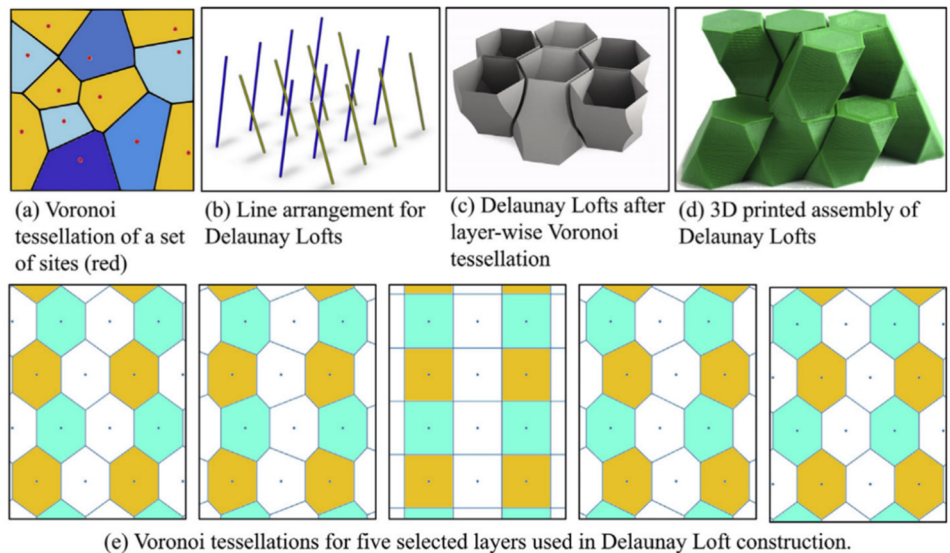 (a) Voronoi
tessellation of a set
of sites (red)
(b) Line arrangement for
Delaunay Lofts
(c) Delaunay Lofts after
layer-wise Voronoi
tessellation
(d) 3D printed assembly of
Delaunay Lofts
(e) Voronoi tessellations for five selected layers used in Delaunay Loft construction.